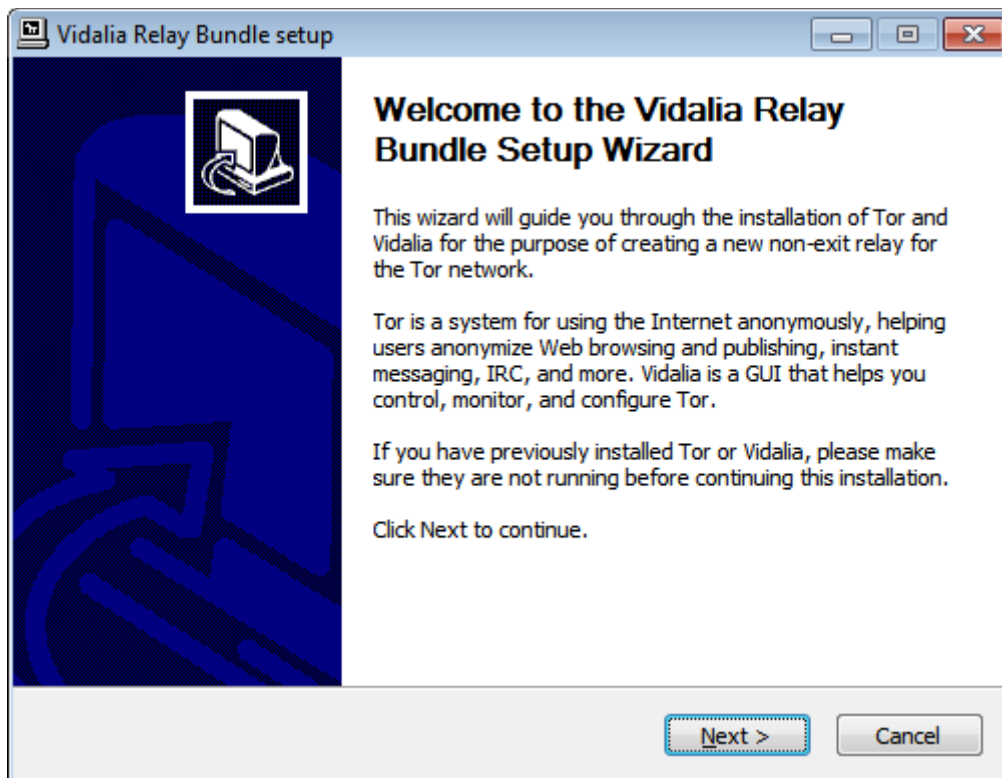 Vidalia Relay Bundle setup
Welcome to the Vidalia Relay
Bundle Setup Wizard
This wizard will guide you through the installation of Tor and
Vidalia for the purpose of creating a new non-exit relay for
the Tor network.
Tor is a system for using the Internet anonymously, helping
users anonymize Web browsing and publishing, instant
messaging, IRC, and more. Vidalia is a GUI that helps you
control, monitor, and configure Tor.
If you have previously installed Tor or Vidalia, please make
sure they are not running before continuing this installation.
Click Next to continue.
Next >
Cancel